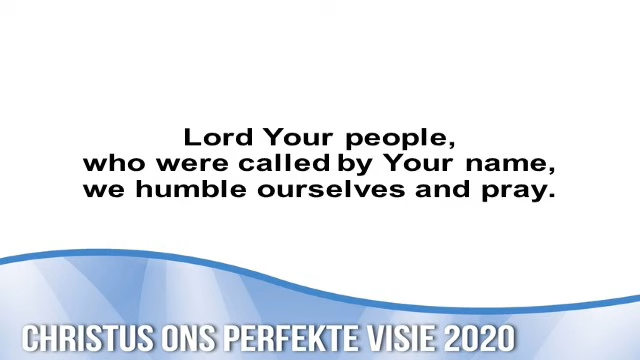 Lord Your people,
who were called by Your name,
we humble ourselves and pray.
CHRISTUS ONS PERFEKTE VISIE 2020